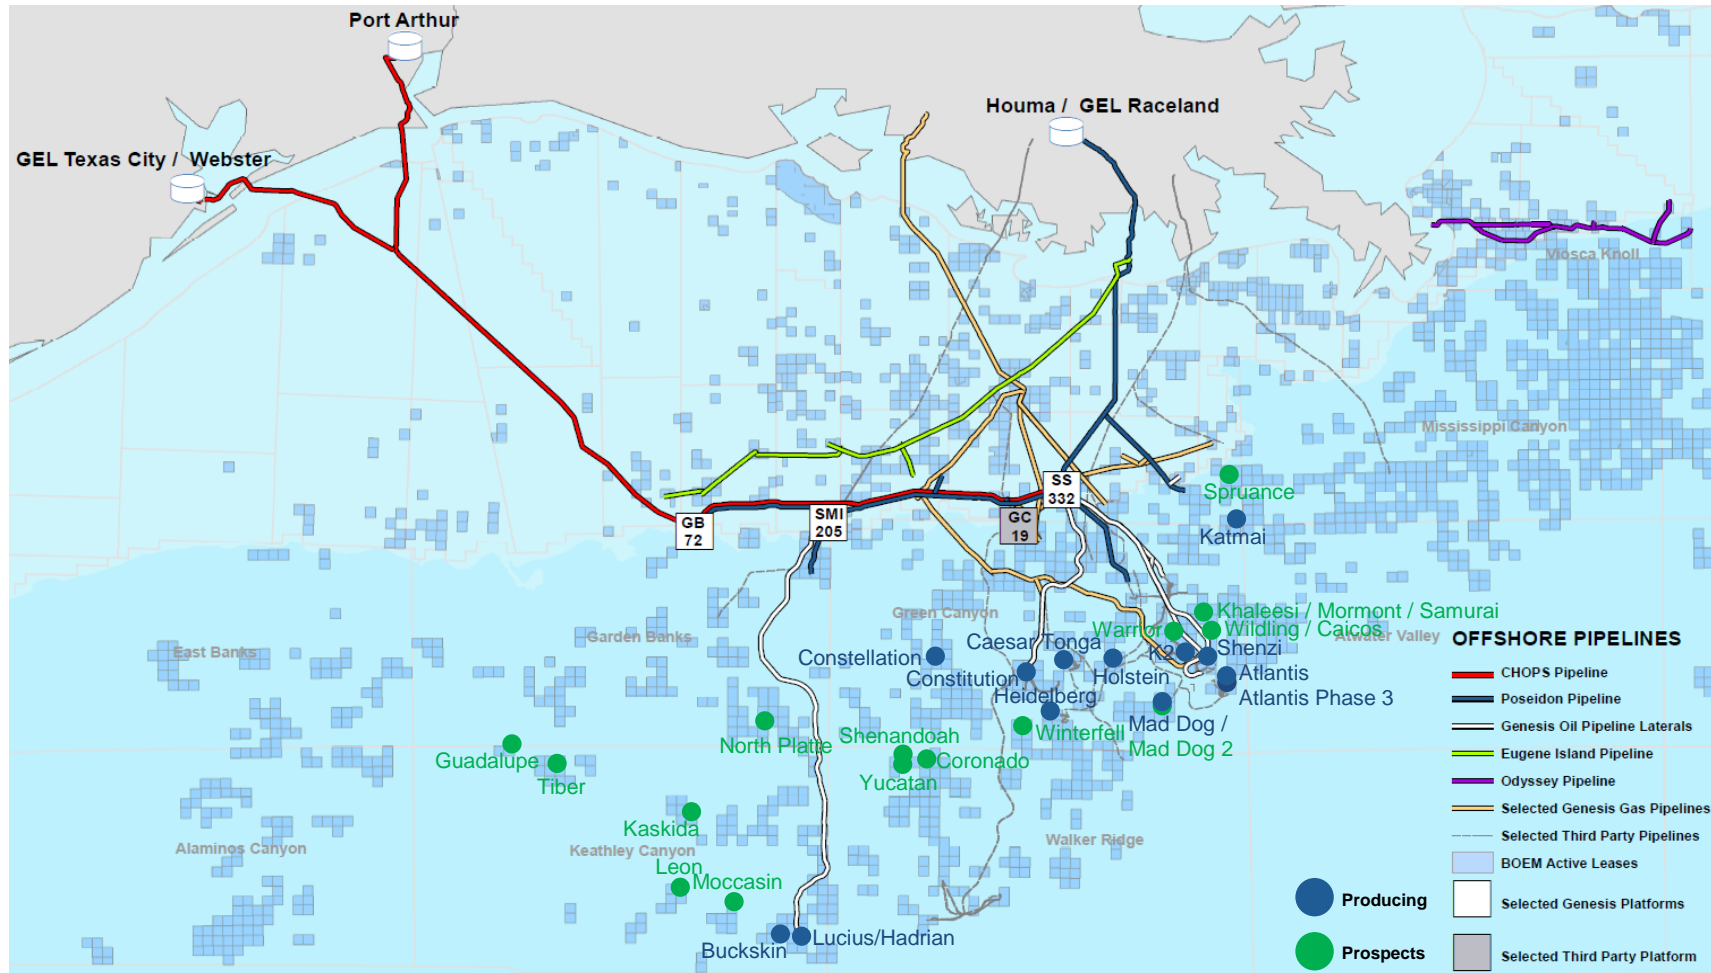 Port Arthur
Houma /  GEL Raceland
GEL Texas City /  Webster
Viosca Knoll
Mississippi Canyon
SS
332
Spruance
GB
72
SMI
205
GC
19
Katmai
Green Canyon
Khaleesi / Mormont / Samurai
Garden Banks
Warrior
Wildling / Caicos
Atwater Valley
East Banks
Constellation
Caesar Tonga
K2
Shenzi
Constitution
Holstein
Atlantis
Heidelberg
Atlantis Phase 3
Mad Dog /
Mad Dog 2
Winterfell
North Platte
Shenandoah
Guadalupe
Coronado
Tiber
Yucatan
Kaskida
Walker Ridge
Alaminos Canyon
Keathley Canyon
Leon
Moccasin
Buckskin
Lucius/Hadrian
OFFSHORE PIPELINES
CHOPS Pipeline
Poseidon Pipeline
Genesis Oil Pipeline Laterals
Eugene Island Pipeline
Odyssey Pipeline
Selected Genesis Gas Pipelines
Selected Third Party Pipelines
BOEM Active Leases
Producing
Selected Genesis Platforms
Prospects
Selected Third Party Platform